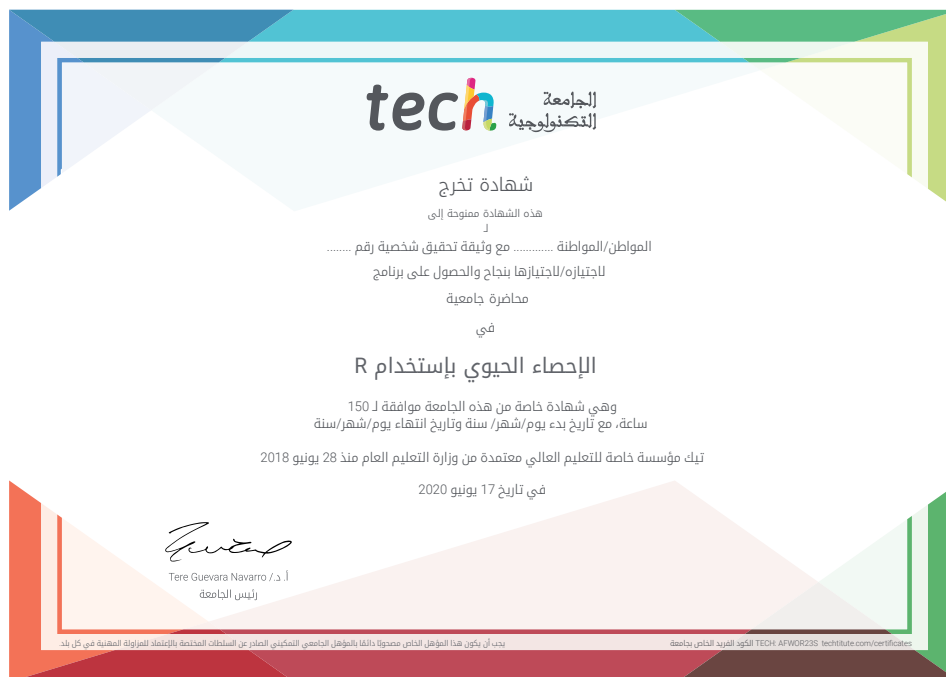 tech
الجامعة
التكنولوجية
شهادة تخرج
هذه الشهادة ممنوحة إلى
لـ
المواطن/المواطنة ............ مع وثيقة تحقيق شخصية رقم ........
لاجتيازه/لاجتيازها بنجاح والحصول على برنامج
محاضرة جامعية
في
الإحصاء الحيوي بإستخدام R
وهي شهادة خاصة من هذه الجامعة موافقة لـ 150
ساعة، مع تاريخ بدء يوم/شهر/ سنة وتاريخ انتهاء يوم/شهر/سنة
تيك مؤسسة خاصة للتعليم العالي معتمدة من وزارة التعليم العام منذ 28 يونيو 2018
في تاريخ 17 يونيو 2020
أ. د./ Tere Guevara Navarro
رئيس الجامعة
الكود الفريد الخاص بجامعة TECH: AFWOR23S techtitute.com/certificates
يجب أن يكون هذا المؤهل الخاص مصحوبًا دائمًا بالمؤهل الجامعي التمكيني الصادر عن السلطات المختصة بالإعتماد للمزاولة المهنية في كل بلد.